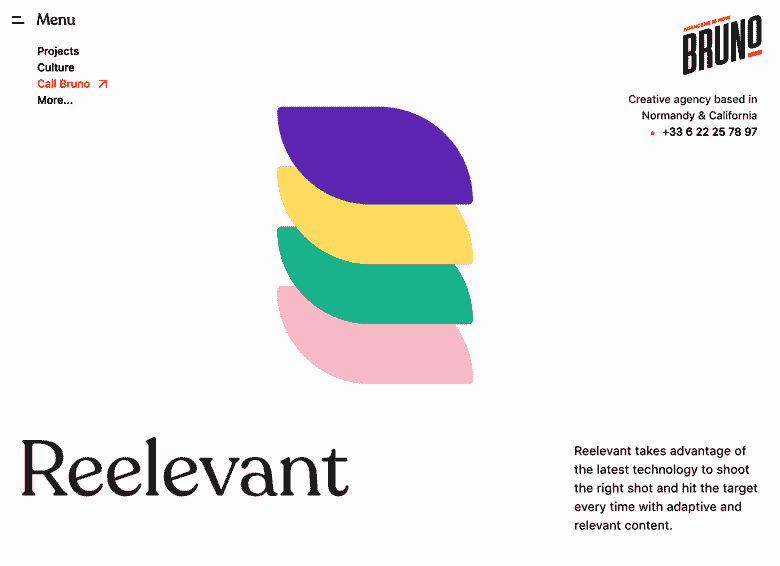 Menu
Projects
Culture
Call Bruno
More...
BRUNO
Creative agency based in
Normandy & California
+33 6 22 25 78 97
Reelevant
Reelevant takes advantage of
the latest technology to shoot
the right shot and hit the target
every time with adaptive and
relevant content.